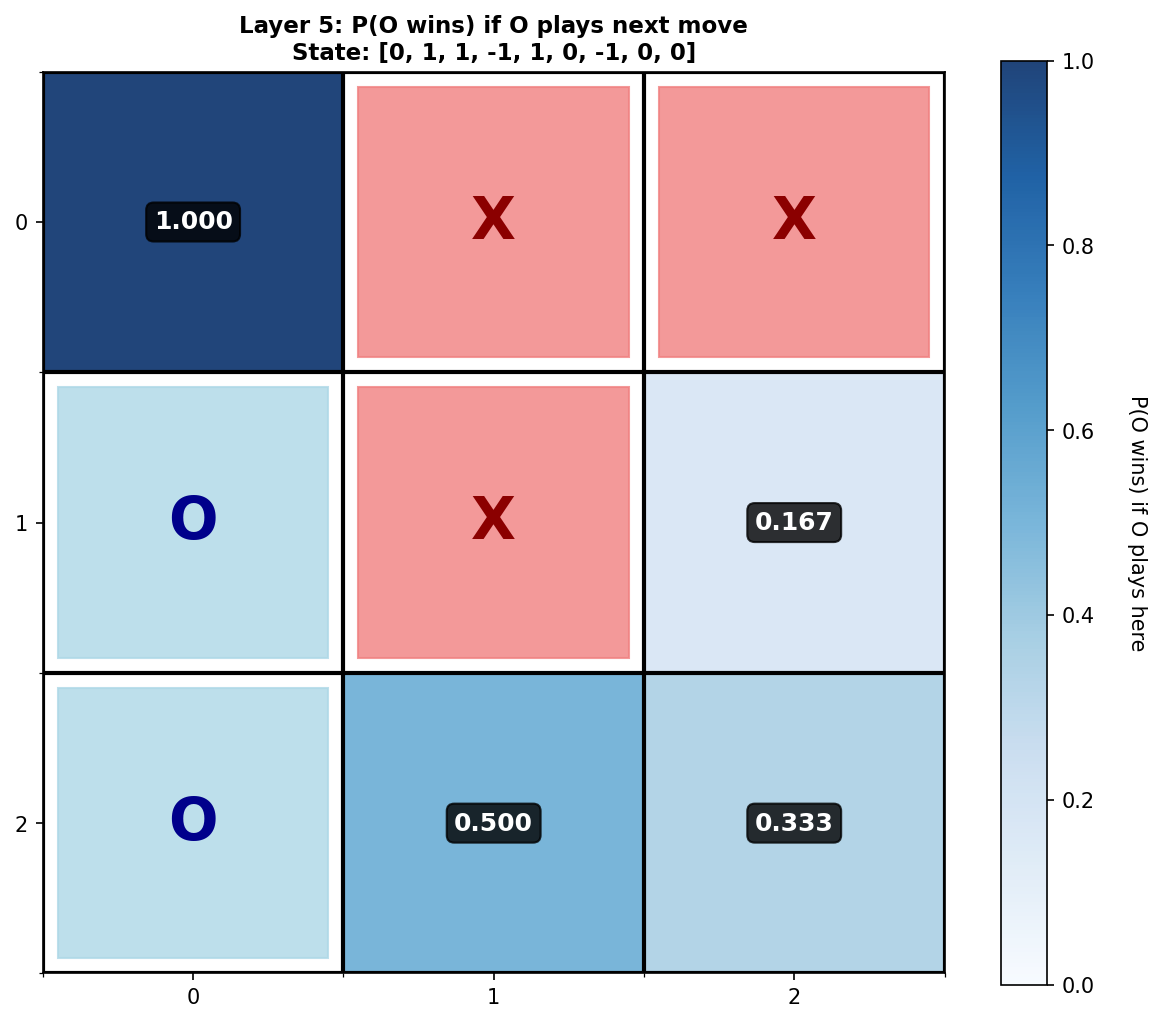 Layer 5: P(O wins) if O plays next move
State: [0, 1, 1, -1, 1, 0, -1, 0, 0]
0
1.000
X
X
1
O
X
0.167
2
O
0.500
0.333
0
1
2
1.0
0.8
0.6
0.4
0.2
0.0
P(O wins) if O plays here